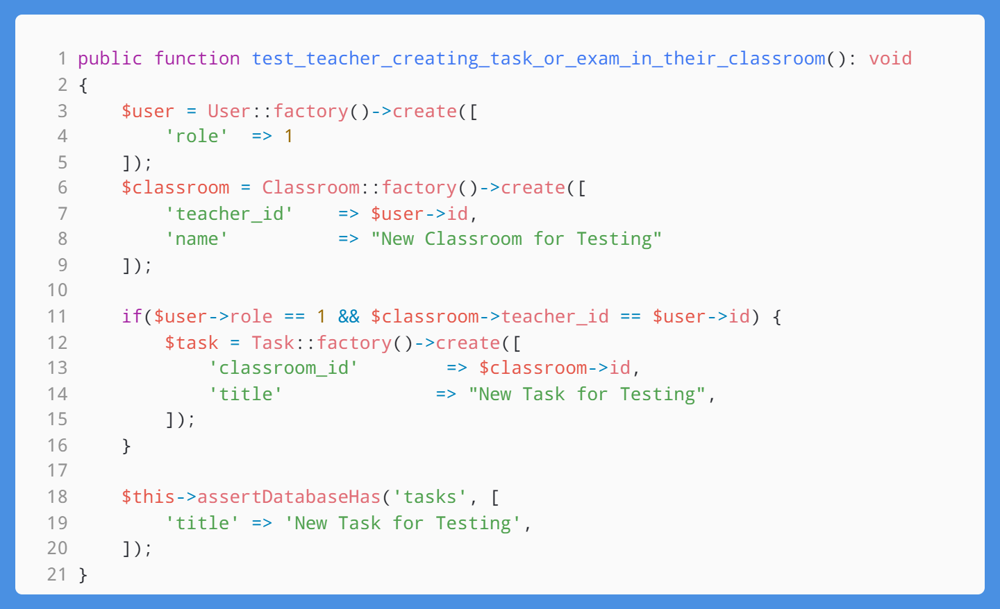 1 public function test_teacher_creating_task_or_exam_in_their_classroom(): void
2 {
3     $user = User::factory()->create([
4         'role'  => 1
5     ]);
6     $classroom = Classroom::factory()->create([
7         'teacher_id'    => $user->id,
8         'name'          => "New Classroom for Testing"
9     ]);
10
11     if($user->role == 1 && $classroom->teacher_id == $user->id) {
12         $task = Task::factory()->create([
13             'classroom_id'        => $classroom->id,
14             'title'              => "New Task for Testing",
15         ]);
16     }
17
18     $this->assertDatabaseHas('tasks', [
19         'title' => 'New Task for Testing',
20     ]);
21 }